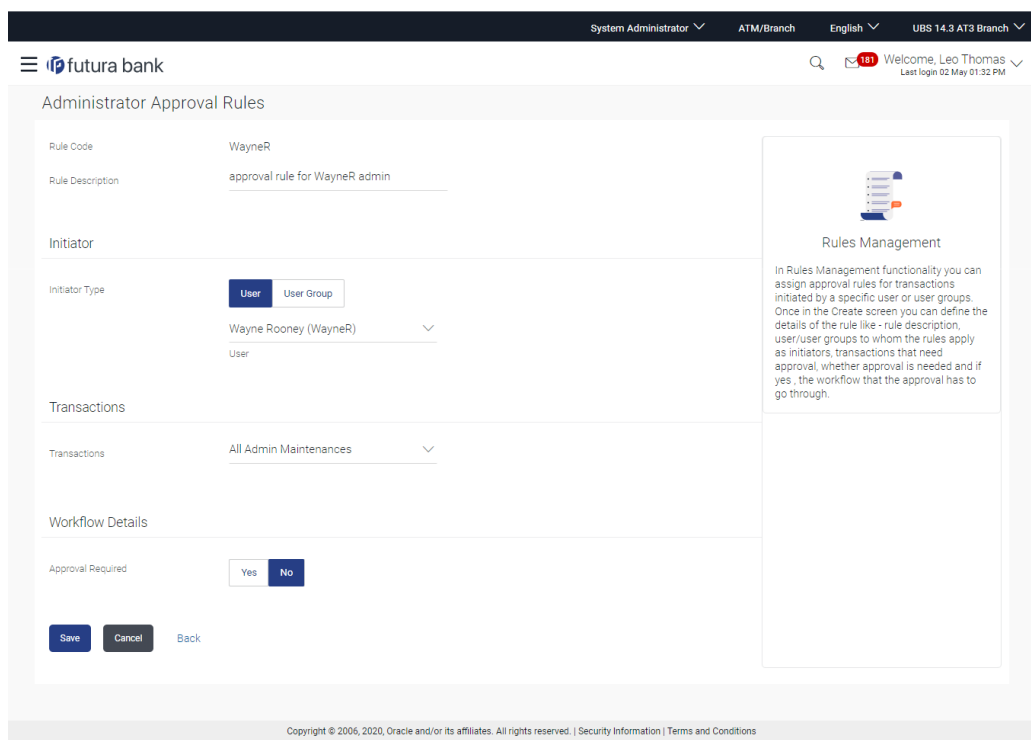 System Administrator ATM/Branch English UBS 14.3 AT3 Branch
futura bank
181
Welcome, Leo Thomas
Last login 02 May 01:32 PM
Administrator Approval Rules
Rule Code WayneR
Rule Description approval rule for WayneR admin
Initiator
Initiator Type User User Group
Wayne Rooney (WayneR)
User
Transactions
Transactions All Admin Maintenances
Workflow Details
Approval Required Yes No
Save Cancel Back
Rules Management
In Rules Management functionality you can
assign approval rules for transactions
initiated by a specific user or user groups.
Once in the Create screen you can define the
details of the rule like - rule description,
user/user groups to whom the rules apply
as initiators, transactions that need
approval, whether approval is needed and if
yes , the workflow that the approval has to
go through.
Copyright © 2006, 2020, Oracle and/or its affiliates. All rights reserved. | Security Information | Terms and Conditions